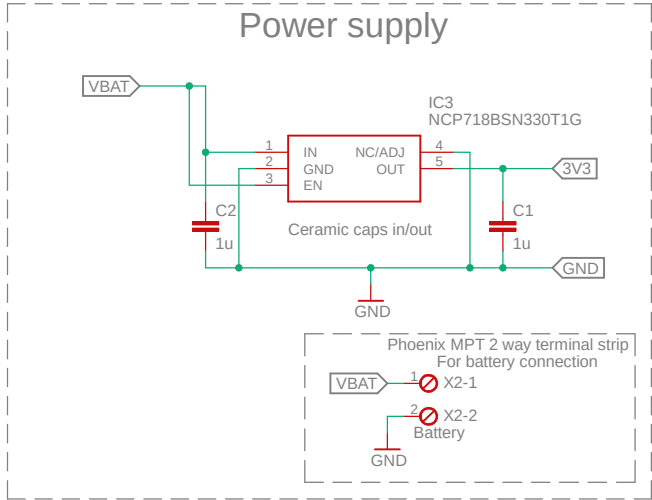 Power supply
VBAT
IC3
NCP718BSN330T1G
1 IN NC/ADJ 4
2 GND OUT 5
3 EN
3V3
C2
1u
Ceramic caps in/out
C1
1u
GND
GND
Phoenix MPT 2 way terminal strip
For battery connection
VBAT 1 X2-1
2 X2-2
Battery
GND